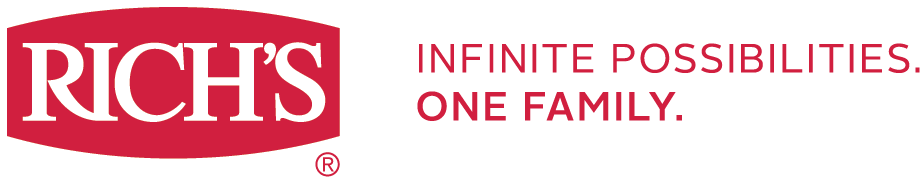 RICH'S
®
INFINITE POSSIBILITIES.
ONE FAMILY.